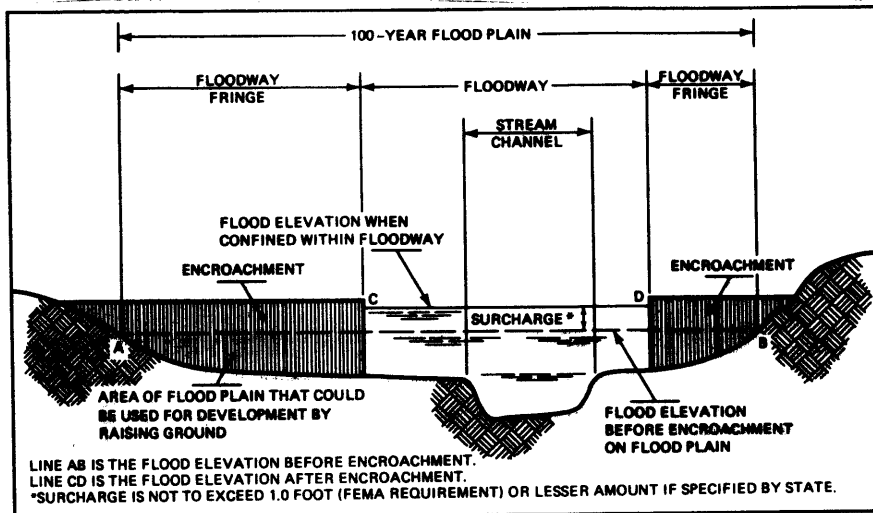 100-YEAR FLOOD PLAIN
FLOODWAY
FRINGE
FLOODWAY
FLOODWAY
FRINGE
STREAM
CHANNEL
FLOOD ELEVATION WHEN
CONFINED WITHIN FLOODWAY
ENCROACHMENT
C
D
ENCROACHMENT
SURCHARGE*
A
B
AREA OF FLOOD PLAIN THAT COULD
BE USED FOR DEVELOPMENT BY
RAISING GROUND
FLOOD ELEVATION
BEFORE ENCROACHMENT
ON FLOOD PLAIN
LINE AB IS THE FLOOD ELEVATION BEFORE ENCROACHMENT.
LINE CD IS THE FLOOD ELEVATION AFTER ENCROACHMENT.
*SURCHARGE IS NOT TO EXCEED 1.0 FOOT (FEMA REQUIREMENT) OR LESSER AMOUNT IF SPECIFIED BY STATE.